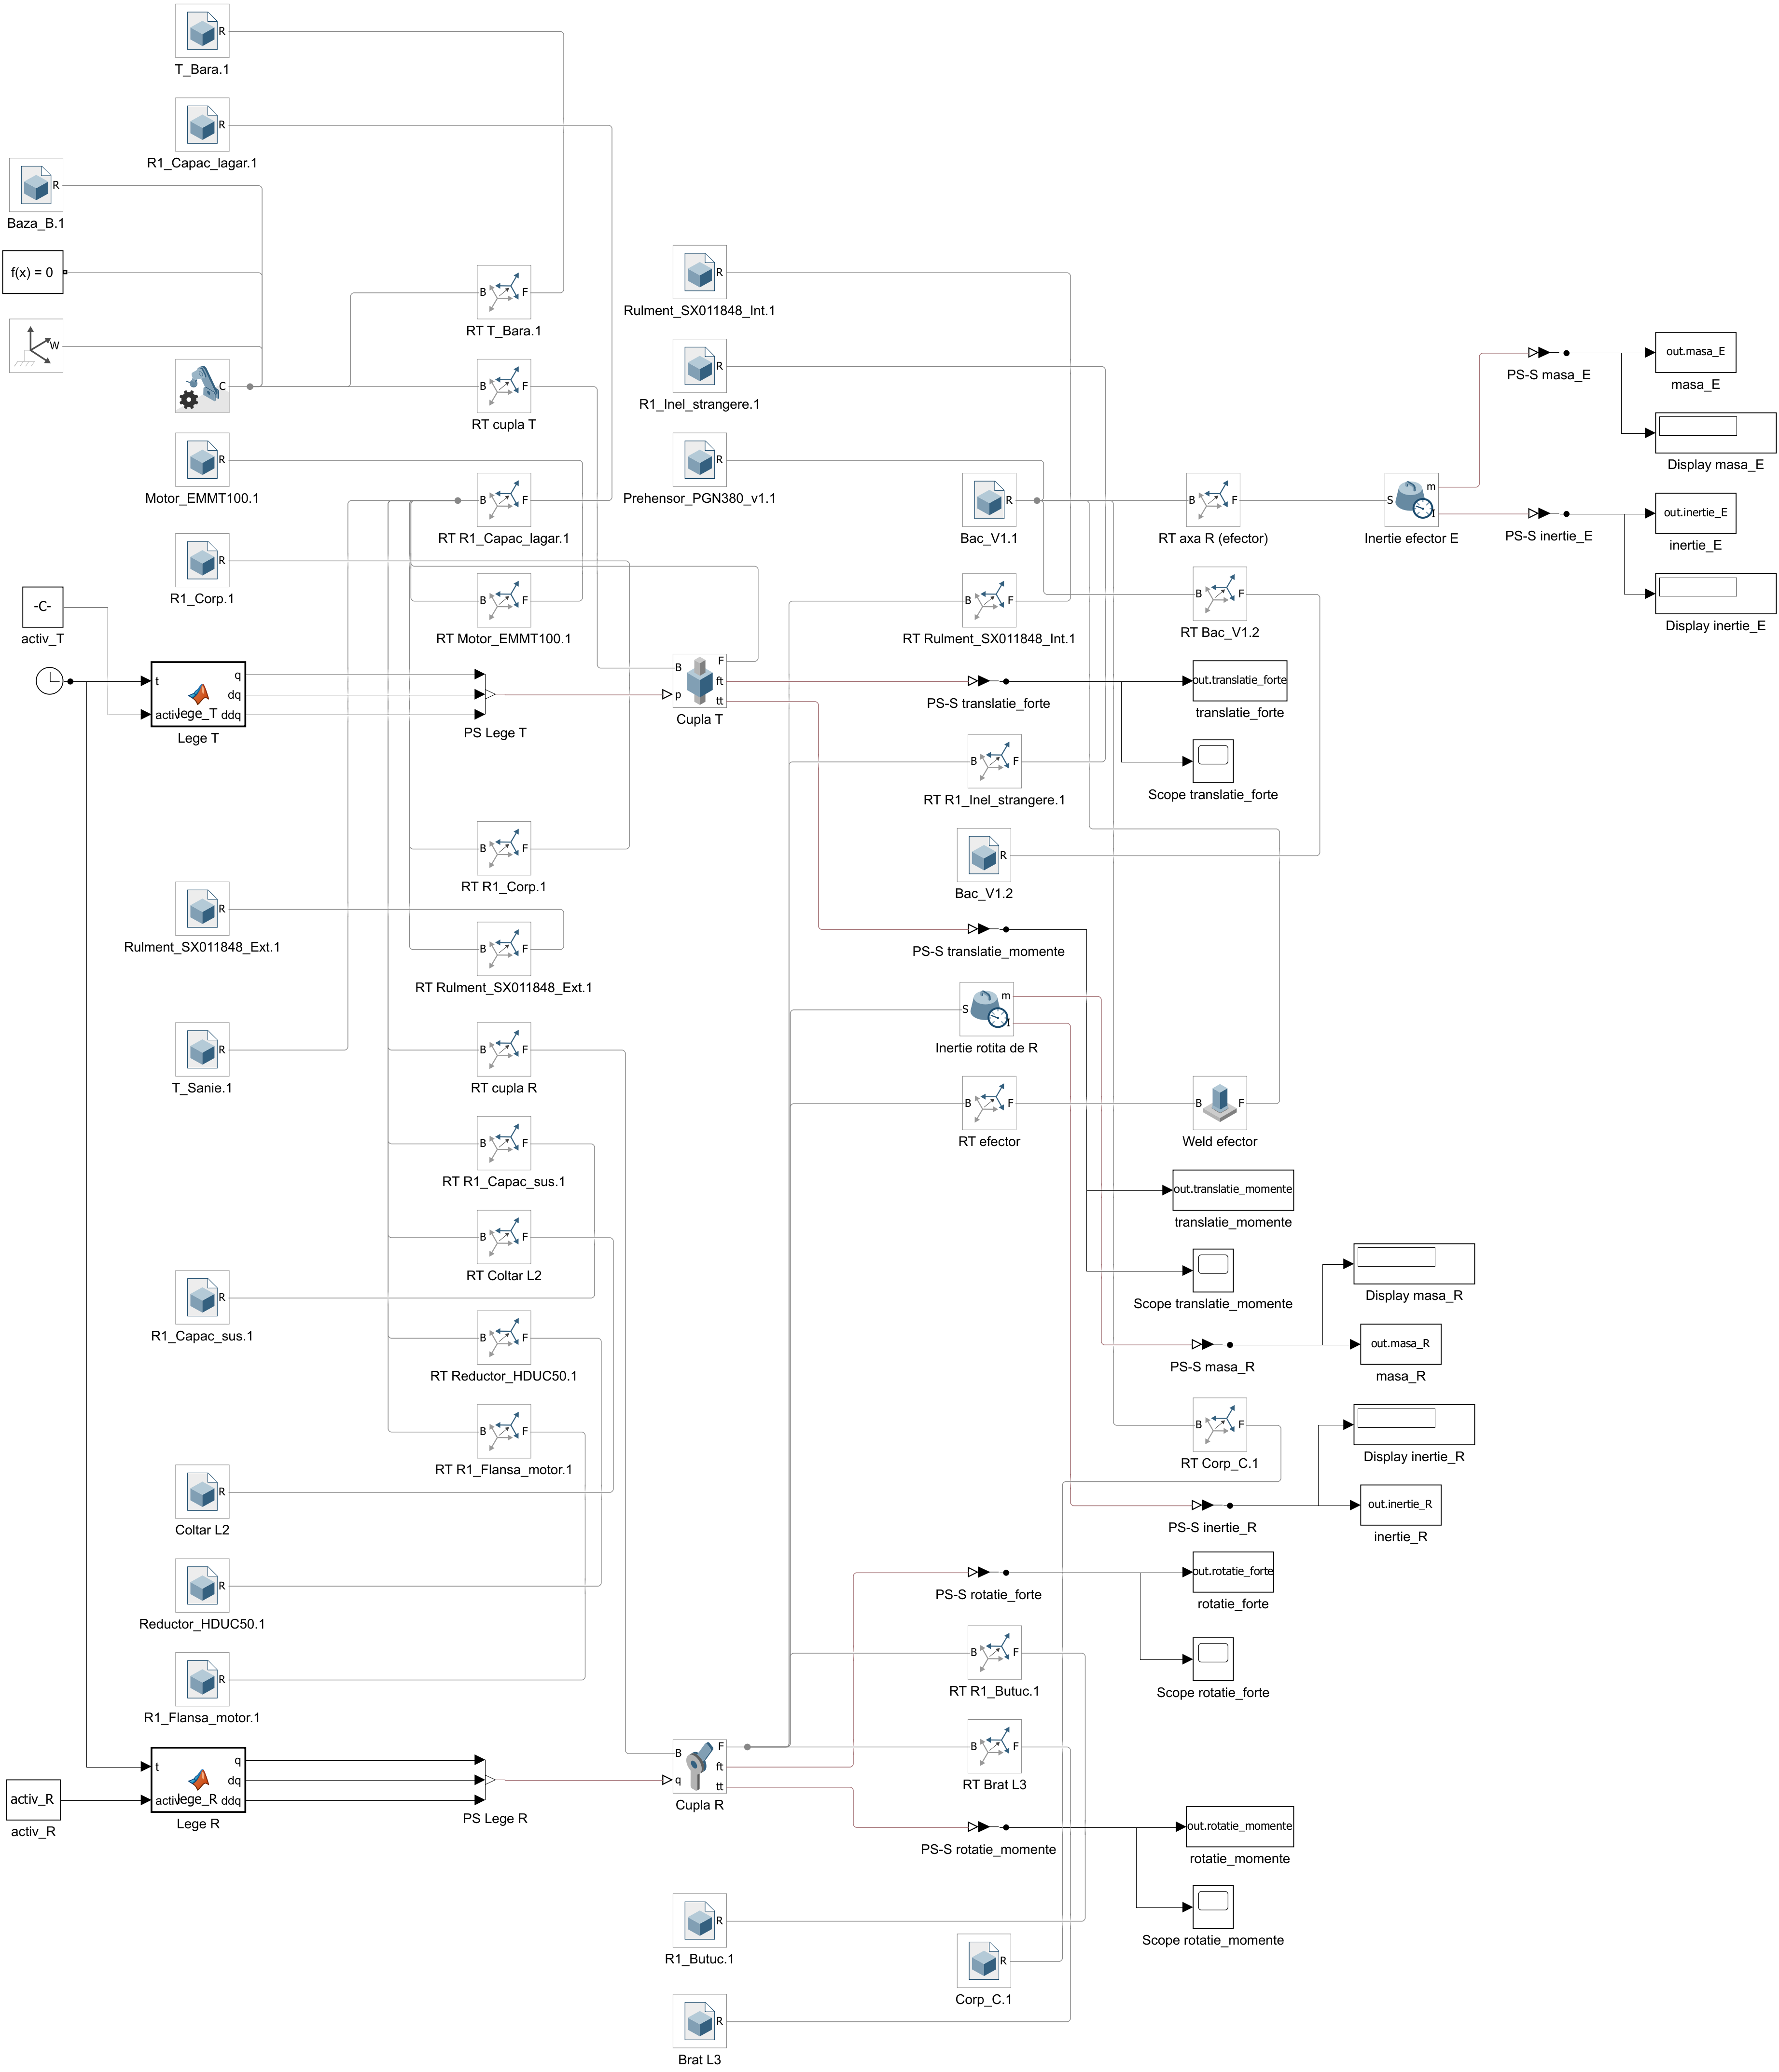 R
T_Bara.1
R
R1_Capac_lagar.1
R
Baza_B.1
f(x) = 0
W
C
B F
RT T_Bara.1
B F
RT cupla T
R
Motor_EMMT100.1
B F
RT R1_Capac_lagar.1
R
R1_Corp.1
B F
RT Motor_EMMT100.1
-C-
activ_T
t
activ
lege_T
q
dq
ddq
Lege T
PS Lege T
B
p
F
ft
tt
Cupla T
B F
RT R1_Corp.1
R
Rulment_SX011848_Ext.1
B F
RT Rulment_SX011848_Ext.1
R
T_Sanie.1
B F
RT cupla R
B F
RT R1_Capac_sus.1
B F
RT Coltar L2
R
R1_Capac_sus.1
B F
RT Reductor_HDUC50.1
B F
RT R1_Flansa_motor.1
R
Coltar L2
R
Reductor_HDUC50.1
R
R1_Flansa_motor.1
activ_R
activ_R
t
activ
lege_R
q
dq
ddq
Lege R
PS Lege R
B
q
F
ft
tt
Cupla R
R
Rulment_SX011848_Int.1
R
R1_Inel_strangere.1
R
Prehensor_PGN380_v1.1
R
Bac_V1.1
B F
RT axa R (efector)
S
m
I
Inertie efector E
PS-S masa_E
out.masa_E
masa_E
Display masa_E
PS-S inertie_E
out.inertie_E
inertie_E
Display inertie_E
B F
RT Rulment_SX011848_Int.1
B F
RT Bac_V1.2
PS-S translatie_forte
out.translatie_forte
translatie_forte
Scope translatie_forte
B F
RT R1_Inel_strangere.1
R
Bac_V1.2
PS-S translatie_momente
S
m
I
Inertie rotita de R
B F
RT efector
B F
Weld efector
out.translatie_momente
translatie_momente
Scope translatie_momente
Display masa_R
PS-S masa_R
out.masa_R
masa_R
B F
RT Corp_C.1
Display inertie_R
PS-S inertie_R
out.inertie_R
inertie_R
PS-S rotatie_forte
out.rotatie_forte
rotatie_forte
Scope rotatie_forte
B F
RT R1_Butuc.1
B F
RT Brat L3
PS-S rotatie_momente
out.rotatie_momente
rotatie_momente
Scope rotatie_momente
R
R1_Butuc.1
R
Corp_C.1
R
Brat L3